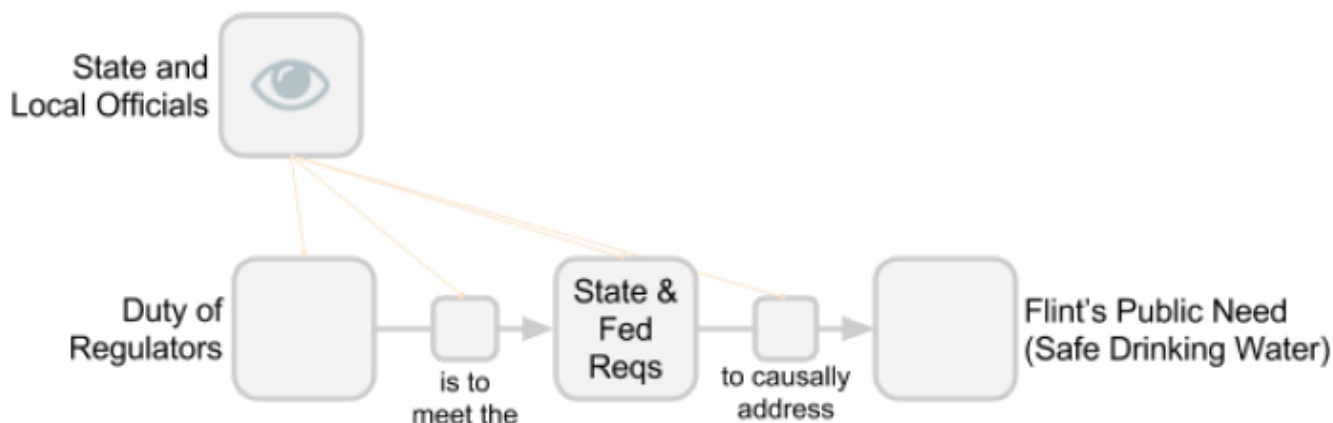 State and
Local Officials
Duty of
Regulators
is to
meet the
State &
Fed
Reqs
to causally
address
Flint's Public Need
(Safe Drinking Water)